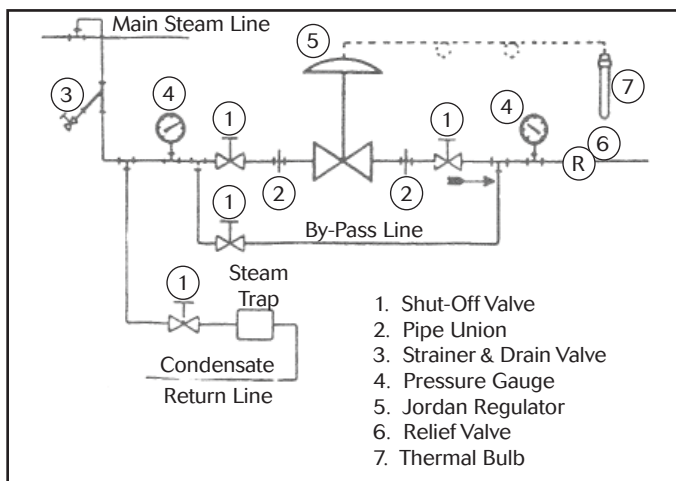 Main Steam Line
5
3
4
1
1
4
7
6
R
2
2
1
By-Pass Line
Steam
Trap
1
Condensate
Return Line
1. Shut-Off Valve
2. Pipe Union
3. Strainer & Drain Valve
4. Pressure Gauge
5. Jordan Regulator
6. Relief Valve
7. Thermal Bulb